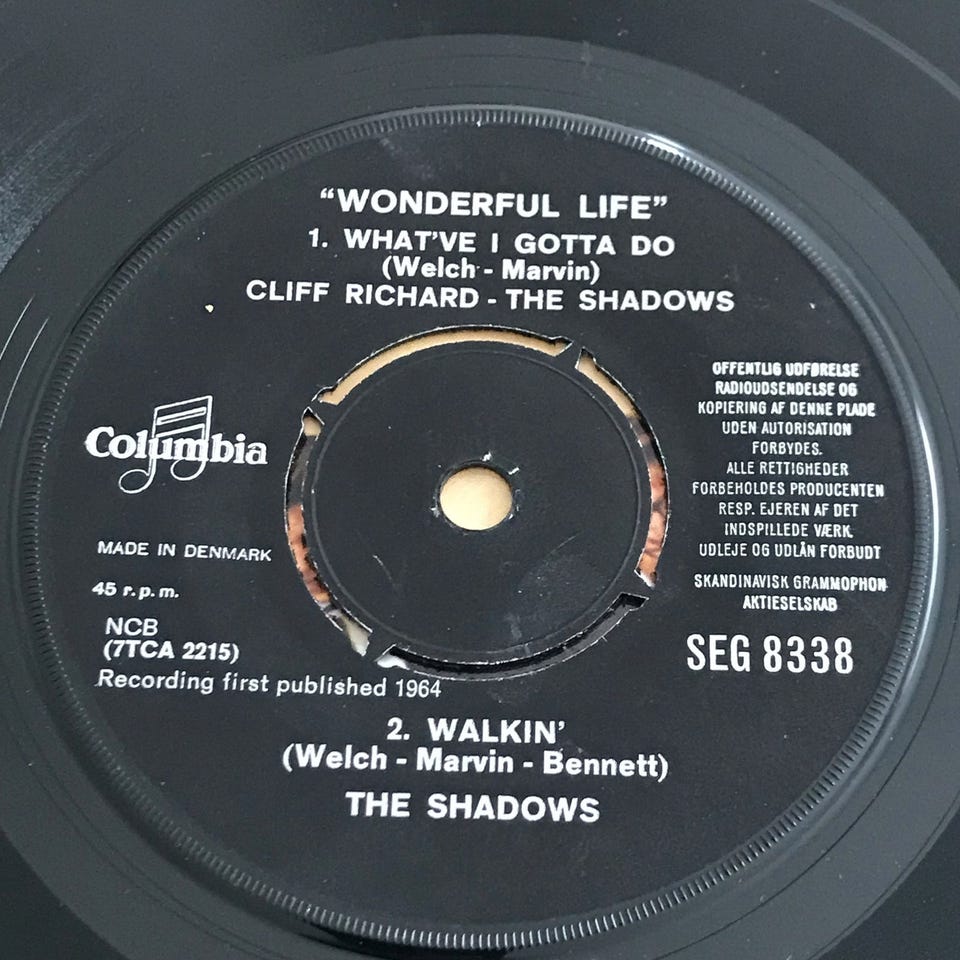 "WONDERFUL LIFE"
1. WHAT'VE I GOTTA DO
(Welch - Marvin)
CLIFF RICHARD - THE SHADOWS
Columbia
MADE IN DENMARK
45 r.p.m.
NCB
(7TCA 2215)
Recording first published 1964
OFFENTLIG UDFØRELSE
RADIOUDSENDELSE OG
KOPIERING AF DENNE PLADE
UDEN AUTORISATION
FORBYDES.
ALLE RETTIGHEDER
FORBEHOLDES PRODUCENTEN
RESP. EJEREN AF DET
INDSPILLEDE VÆRK.
UDLEJE OG UDLÅN FORBUDT
SKANDINAVISK GRAMMOPHON
AKTIESELSKAB
SEG 8338
2. WALKIN'
(Welch - Marvin - Bennett)
THE SHADOWS